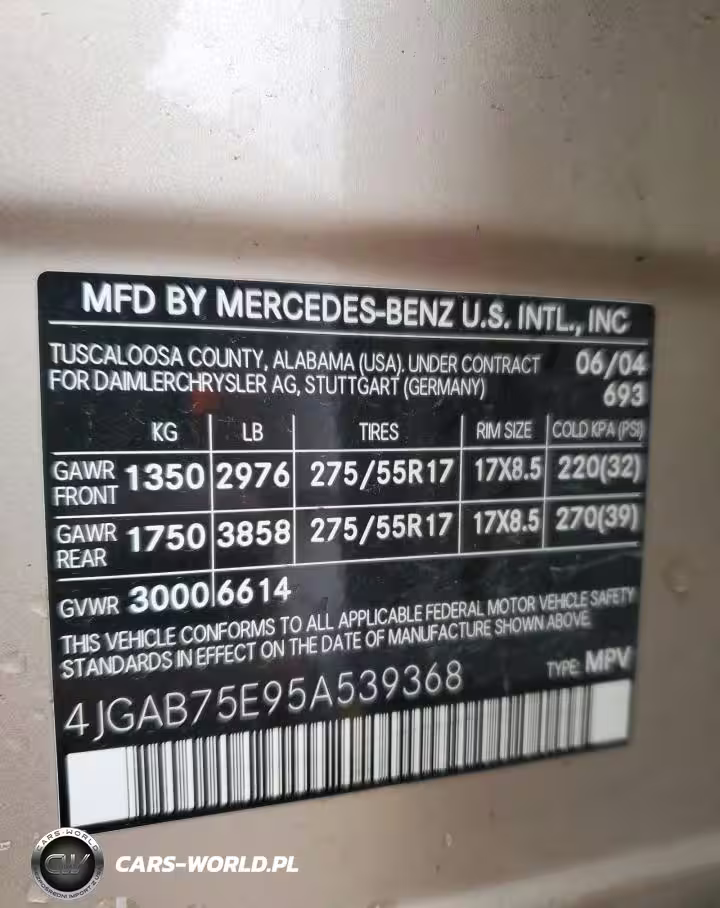 MFD BY MERCEDES-BENZ U.S. INTL., INC
TUSCALOOSA COUNTY, ALABAMA (USA), UNDER CONTRACT 06/04
FOR DAIMLERCHRYSLER AG, STUTTGART (GERMANY) 693
KG LB TIRES RIM SIZE COLD KPA (PSI)
GAWR FRONT 1350 2976 275/55R17 17X8.5 220(32)
GAWR REAR 1750 3858 275/55R17 17X8.5 270(39)
GVWR 3000 6614
THIS VEHICLE CONFORMS TO ALL APPLICABLE FEDERAL MOTOR VEHICLE SAFETY
STANDARDS IN EFFECT ON THE DATE OF MANUFACTURE SHOWN ABOVE.
4JGAB75E95A539368 TYPE: MPV
CARS-WORLD
CW
CARS-WORLD.PL